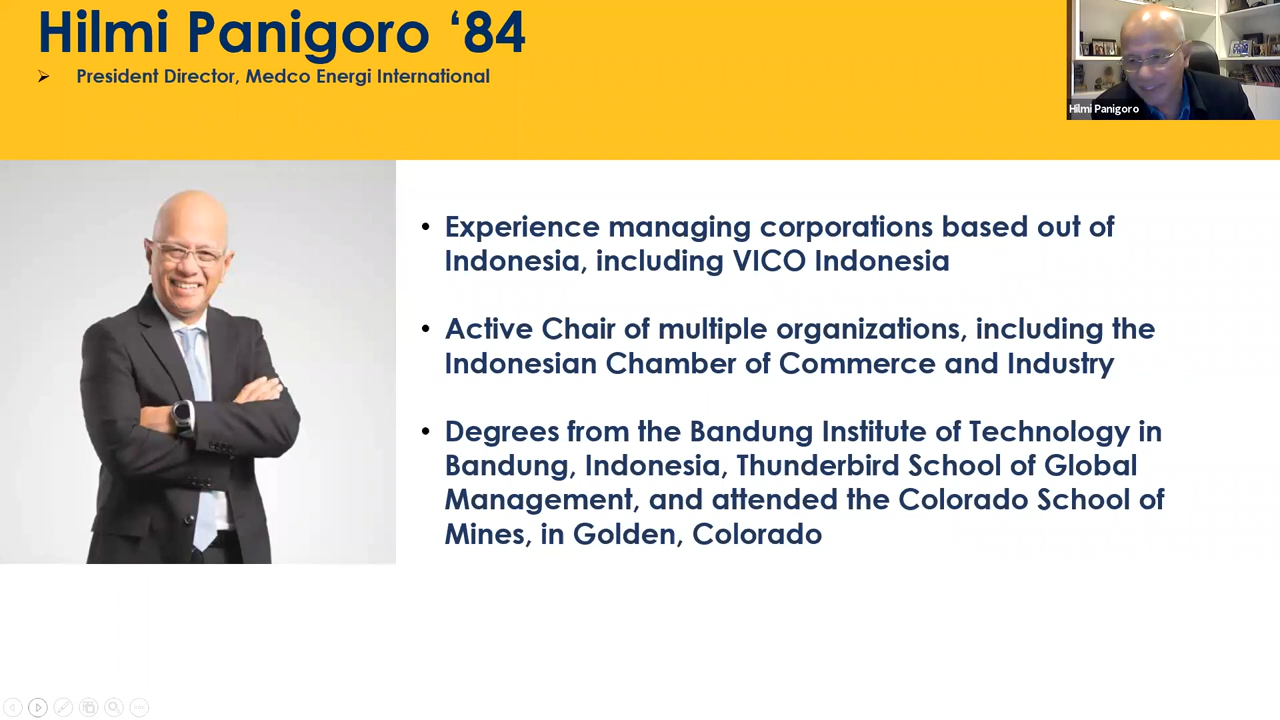 Hilmi Panigoro ‘84
President Director, Medco Energi International
Hilmi Panigoro
• Experience managing corporations based out of
Indonesia, including VICO Indonesia
• Active Chair of multiple organizations, including the
Indonesian Chamber of Commerce and Industry
• Degrees from the Bandung Institute of Technology in
Bandung, Indonesia, Thunderbird School of Global
Management, and attended the Colorado School of
Mines, in Golden, Colorado